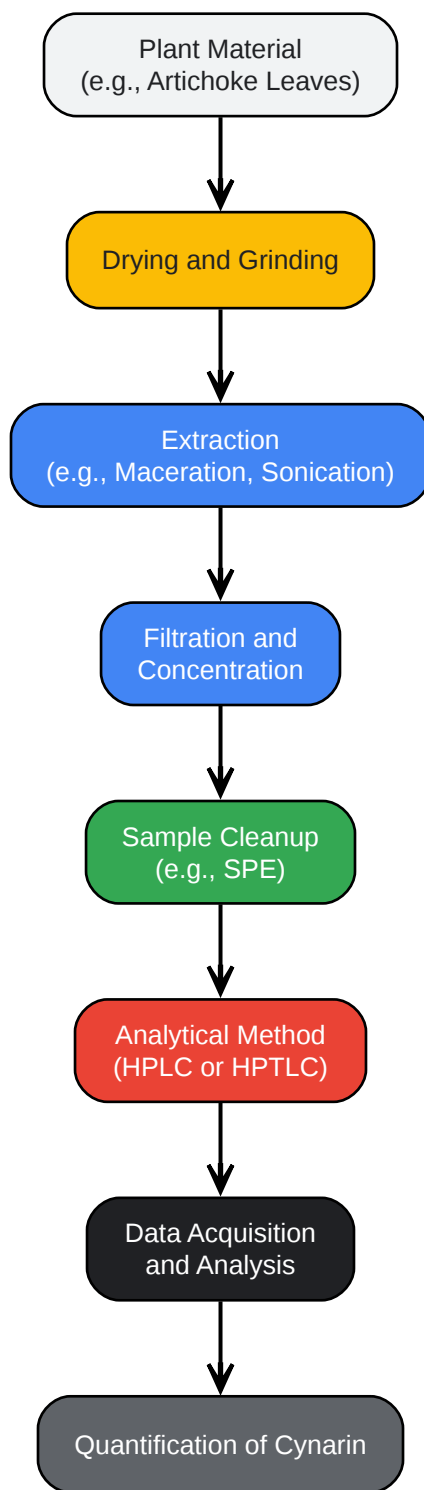 Plant Material
(e.g., Artichoke Leaves)
Drying and Grinding
Extraction
(e.g., Maceration, Sonication)
Filtration and
Concentration
Sample Cleanup
(e.g., SPE)
Analytical Method
(HPLC or HPTLC)
Data Acquisition
and Analysis
Quantification of Cynarin